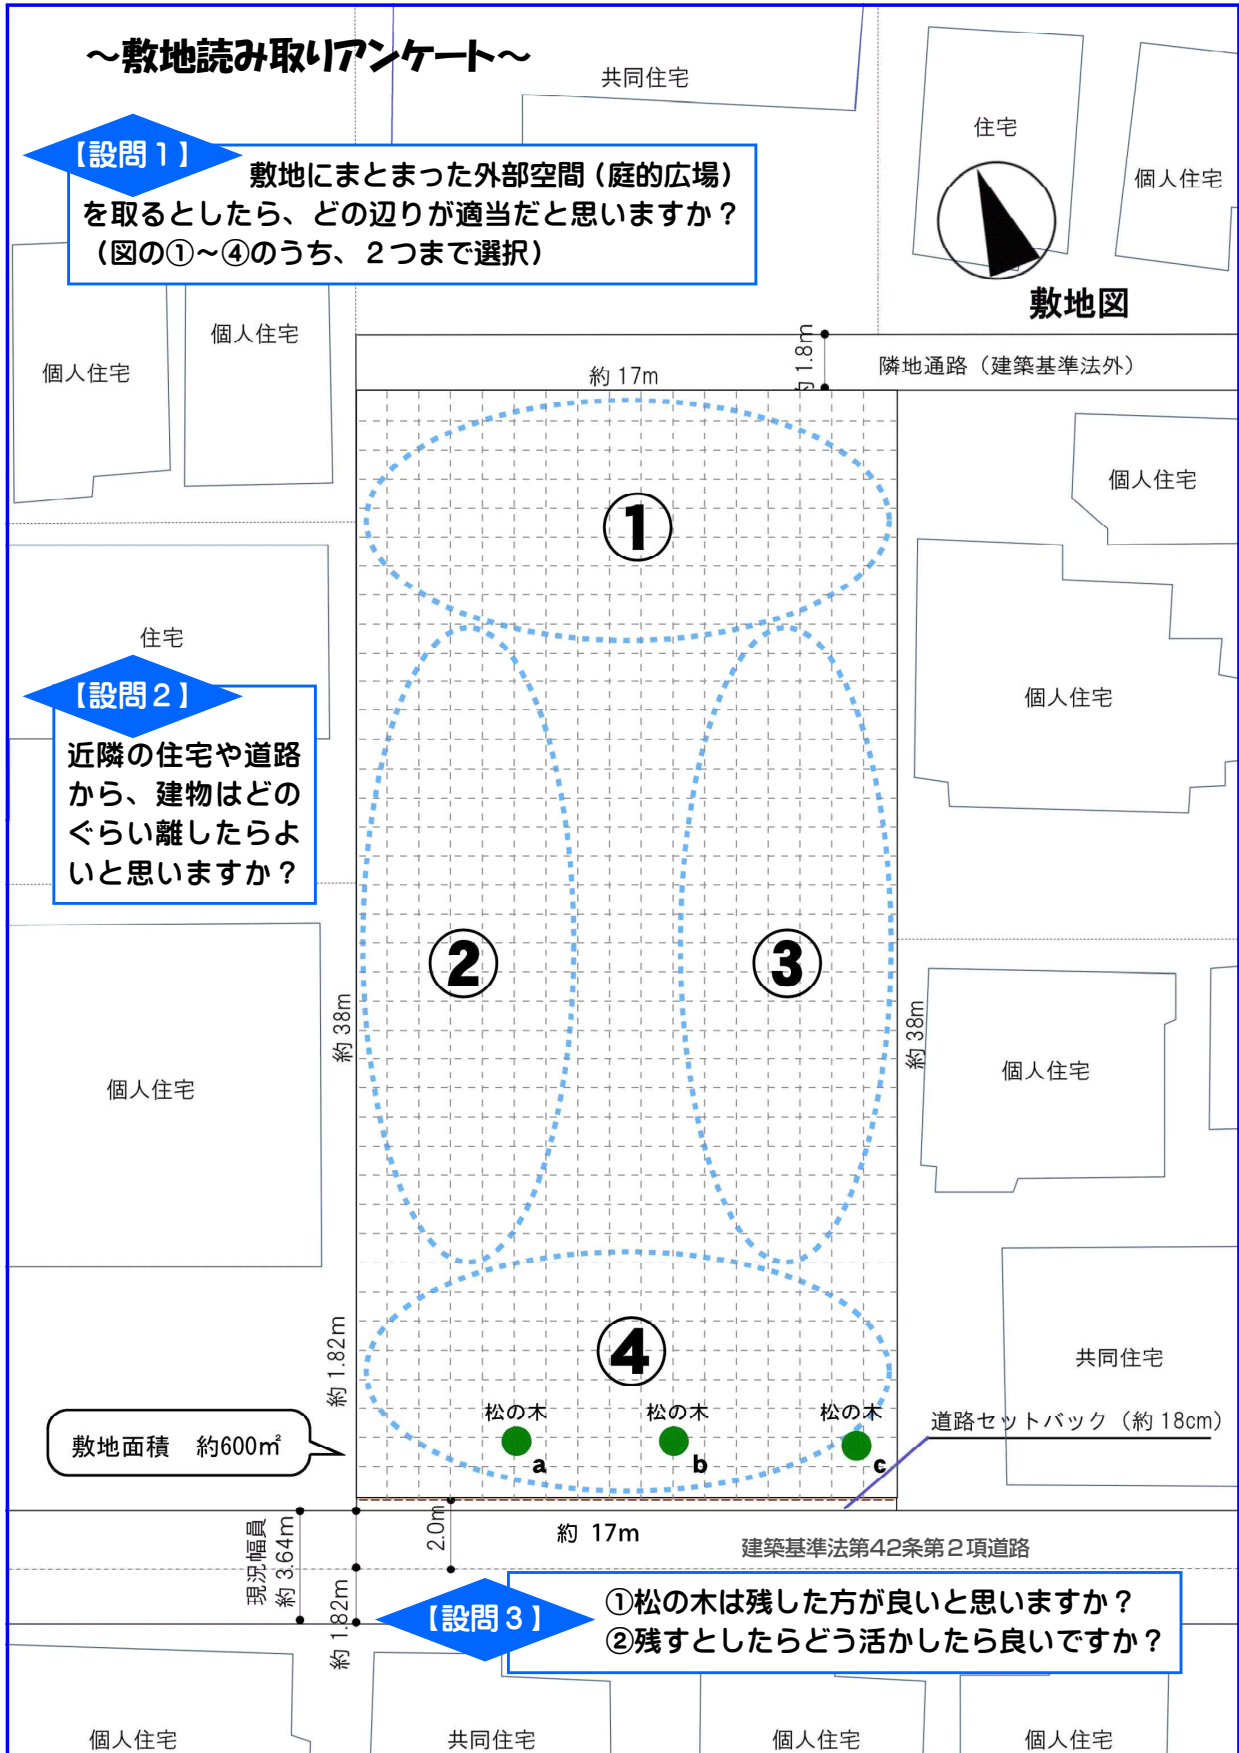 ～敷地読み取りアンケート～
共同住宅
住宅
個人住宅
【設問１】
敷地にまとまった外部空間（庭的広場）
を取るとしたら、どの辺りが適当だと思いますか？
（図の①～④のうち、２つまで選択）
敷地図
個人住宅
個人住宅
約 17m
約 1.8m
隣地通路（建築基準法外）
個人住宅
①
住宅
個人住宅
【設問２】
近隣の住宅や道路
から、建物はどの
ぐらい離したらよ
いと思いますか？
②
③
約 38m
約 38m
個人住宅
個人住宅
④
約 1.82m
共同住宅
松の木
松の木
松の木
a
b
c
道路セットバック（約 18cm）
敷地面積　約600㎡
現況幅員
約 3.64m
2.0m
約 17m
建築基準法第42条第２項道路
約 1.82m
【設問３】
①松の木は残した方が良いと思いますか？
②残すとしたらどう活かしたら良いですか？
個人住宅
共同住宅
個人住宅
個人住宅